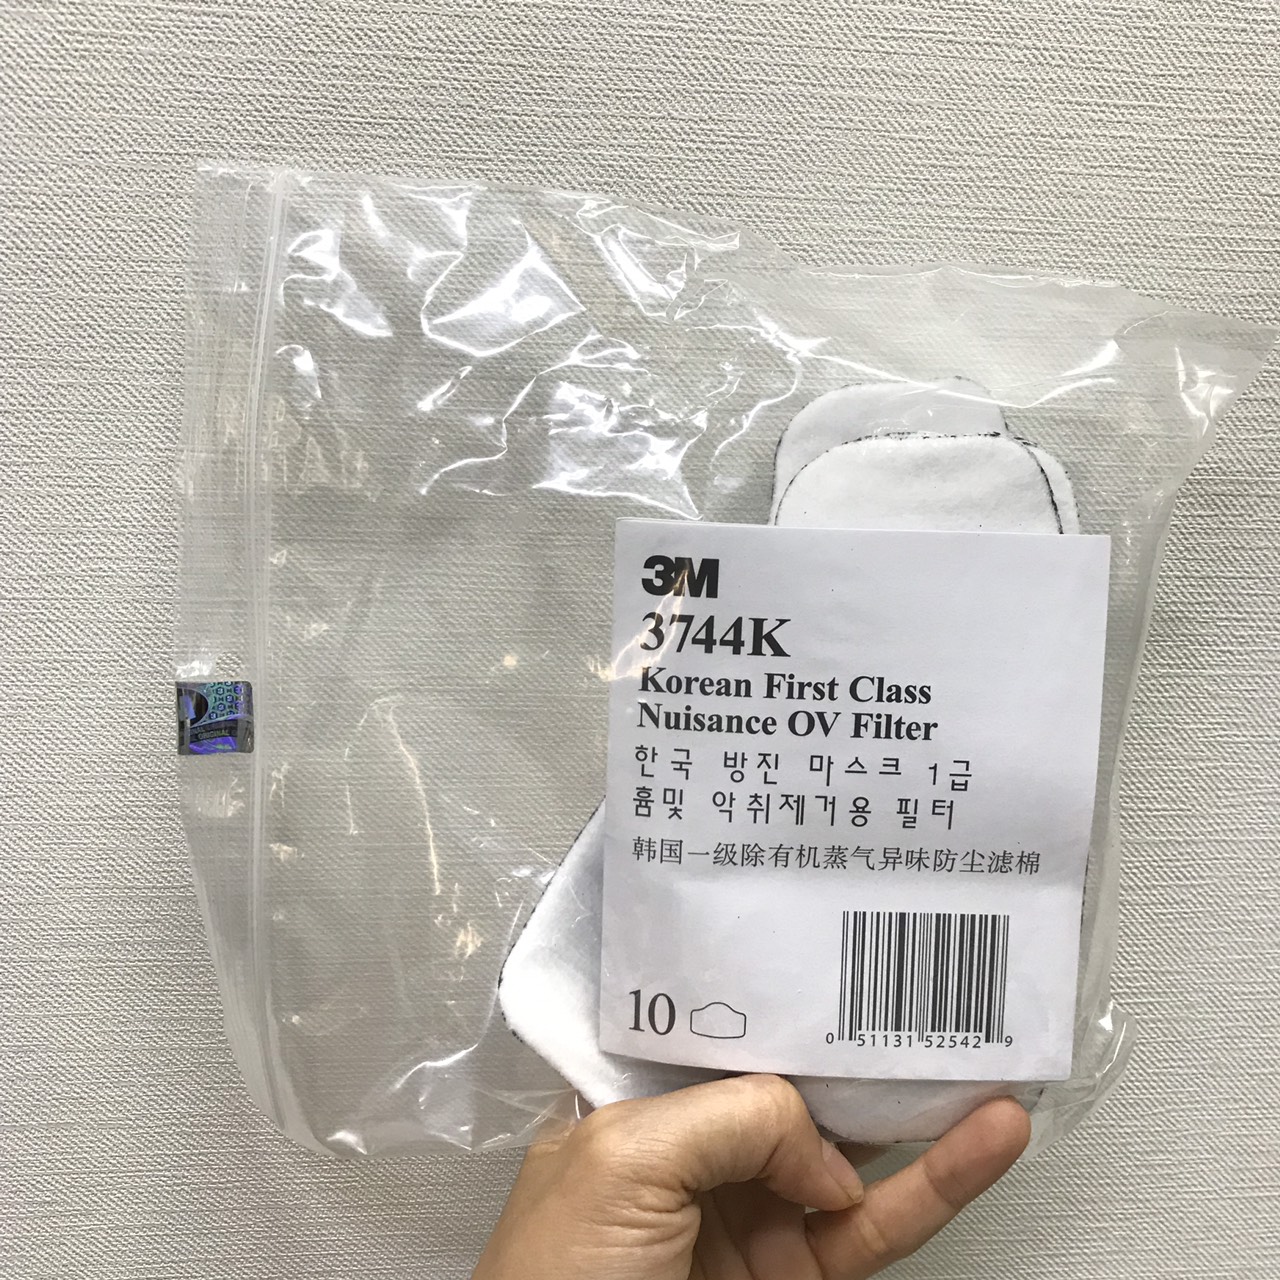 3M
3744K
Korean First Class
Nuisance OV Filter
한국 방진 마스크 1급
흄및 악취제거용 필터
韩国一级除有机蒸气异味防尘滤棉
10
0 51131 52542 9
ORIGINAL